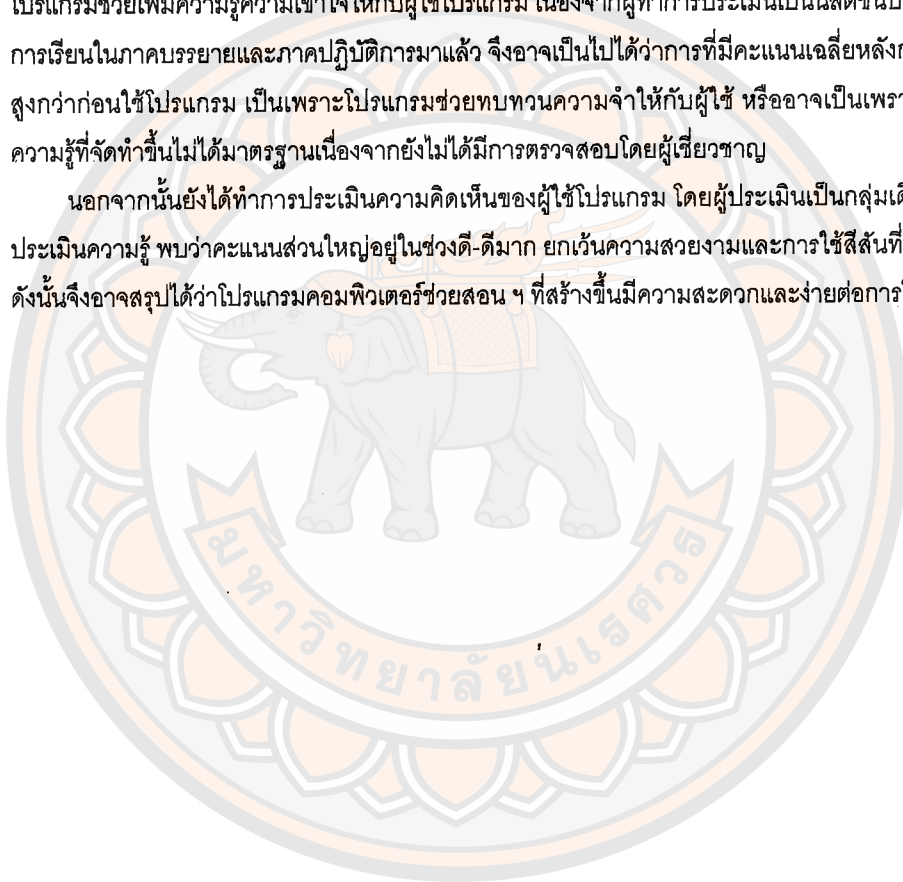 โปรแกรมช่วยเพิ่มความรู้ความเข้าใจให้กับผู้ใช้โปรแกรม เนื่องจากผู้ทำการประเมินเป็นนิสิตชั้นปี
การเรียนในภาคบรรยายและภาคปฏิบัติการมาแล้ว จึงอาจเป็นไปได้ว่าการที่มีคะแนนเฉลี่ยหลัง
สูงกว่าก่อนใช้โปรแกรม เป็นเพราะโปรแกรมช่วยทบทวนความจำให้กับผู้ใช้ หรืออาจเป็นเพรา
ความรู้ที่จัดทำขึ้นไม่ได้มาตรฐานเนื่องจากยังไม่ได้มีการตรวจสอบโดยผู้เชี่ยวชาญ
นอกจากนั้นยังได้ทำการประเมินความคิดเห็นของผู้ใช้โปรแกรม โดยผู้ประเมินเป็นกลุ่มเดี
ประเมินความรู้ พบว่าคะแนนส่วนใหญ่อยู่ในช่วงดี-ดีมาก ยกเว้นความสวยงามและการใช้สีสันที่
ดังนั้นจึงอาจสรุปได้ว่าโปรแกรมคอมพิวเตอร์ช่วยสอน ฯ ที่สร้างขึ้นมีความสะดวกและง่ายต่อการ
มหาวิทยาลัยนเรศวร